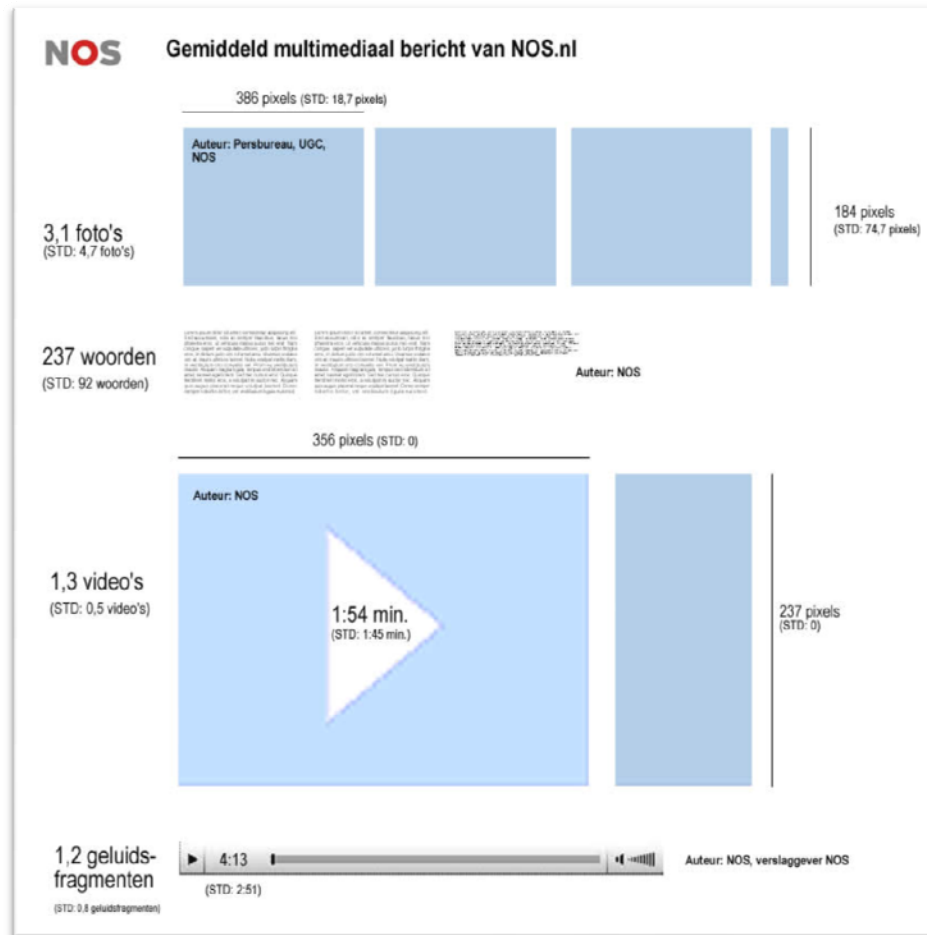 NOS
Gemiddeld multimediaal bericht van NOS.nl
386 pixels (STD: 18,7 pixels)
Auteur: Persbureau, UGC,
NOS
3,1 foto's
(STD: 4,7 foto's)
184 pixels
(STD: 74,7 pixels)
237 woorden
(STD: 92 woorden)
Auteur: NOS
356 pixels (STD: 0)
Auteur: NOS
1,3 video's
(STD: 0,5 video's)
1:54 min.
(STD: 1:45 min.)
237 pixels
(STD: 0)
1,2 geluids-
fragmenten
(STD: 0,8 geluidsfragmenten)
4:13
(STD: 2:51)
Auteur: NOS, verslaggever NOS